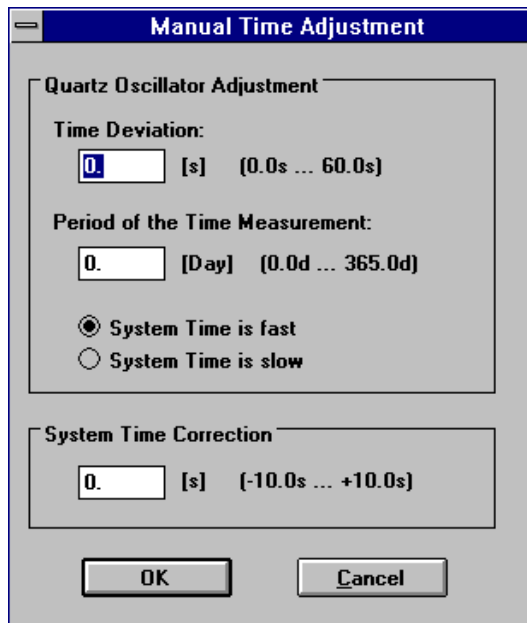 Manual Time Adjustment
Quartz Oscillator Adjustment
Time Deviation:
0. [s] (0.0s ... 60.0s)
Period of the Time Measurement:
0. [Day] (0.0d ... 365.0d)
System Time is fast
System Time is slow
System Time Correction
0. [s] (-10.0s ... +10.0s)
OK Cancel